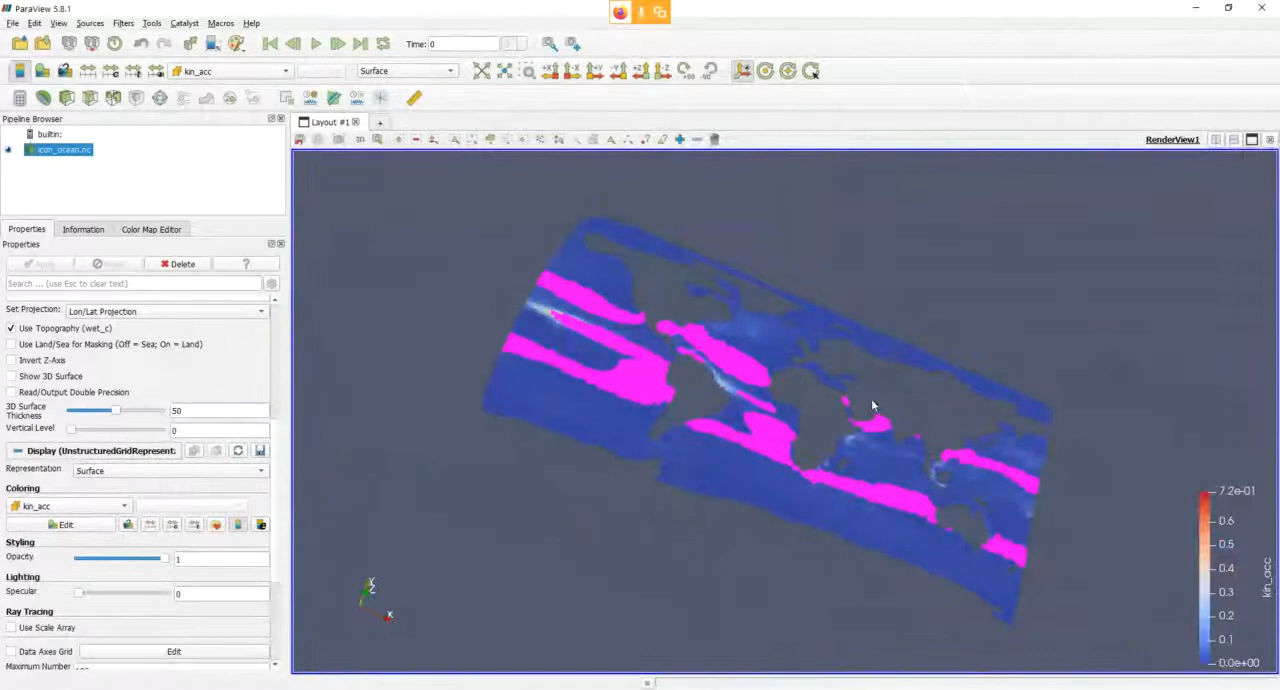 ParaView 5.8.1
File Edit View Sources Filters Tools Catalyst Macros Help
Time: 0
kin_acc Surface
Pipeline Browser
Layout #1
builtin:
icon_ocean.nc
3D
RenderView1
Properties Information Color Map Editor
Properties
Delete ?
Search ... (use Esc to clear text)
Set Projection: Lon/Lat Projection
Use Topography (wet_c)
Use Land/Sea for Masking (Off = Sea; On = Land)
Invert Z-Axis
Show 3D Surface
Read/Output Double Precision
3D Surface Thickness 50
Vertical Level 0
Display (UnstructuredGridRepresent:
Representation Surface
Coloring
kin_acc
Edit
Styling
Opacity 1
Lighting
Specular 0
Ray Tracing
Use Scale Array
Data Axes Grid Edit
Maximum Number
Y
Z
X
7.2e-01
0.6
0.5
0.4
0.3
0.2
0.1
0.0e+00
kin_acc